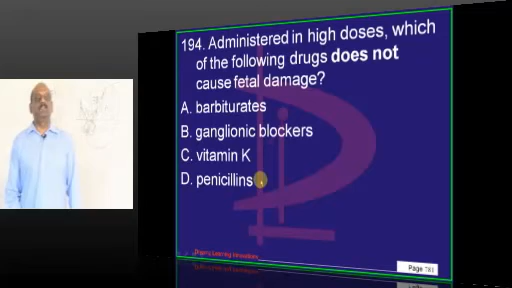 194. Administered in high doses, which
of the following drugs does not
cause fetal damage?
A. barbiturates
B. ganglionic blockers
C. vitamin K
D. penicillins
Page 181